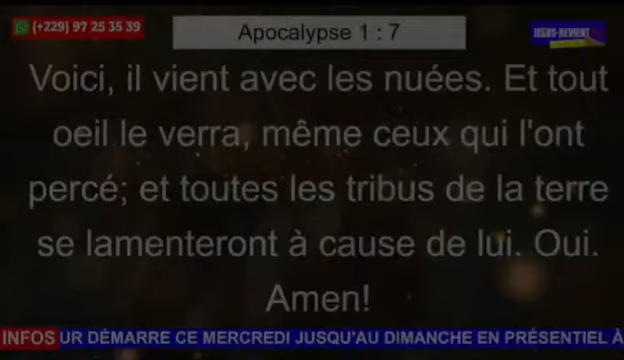 (+229) 97 25 35 39
Apocalypse 1 : 7
JESUS-REVIENT
Voici, il vient avec les nuées. Et tout
oeil le verra, même ceux qui l'ont
percé; et toutes les tribus de la terre
se lamenteront à cause de lui. Oui.
Amen!
INFOS UR DÉMARRE CE MERCREDI JUSQU'AU DIMANCHE EN PRÉSENTIEL À